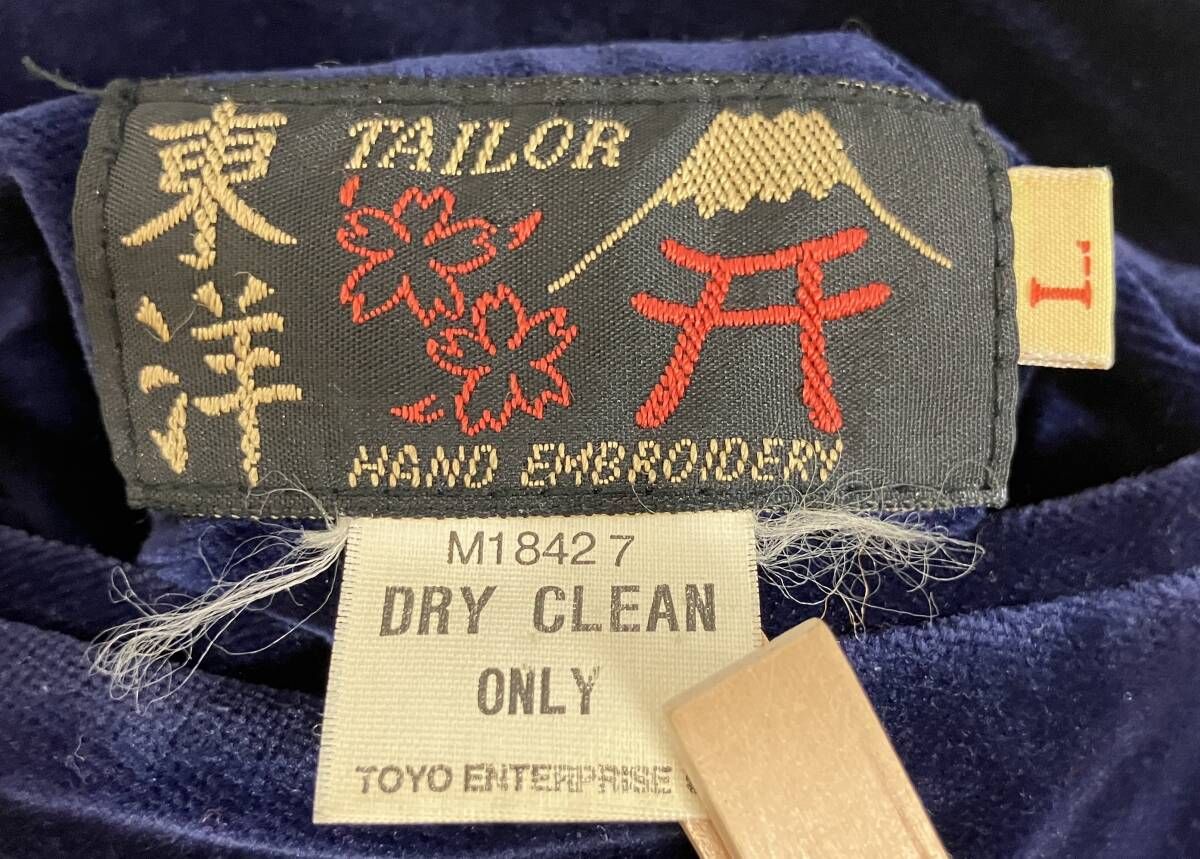 東洋
TAILOR
HAND EMBROIDERY
L
M18427
DRY CLEAN
ONLY
TOYO ENTERPRISE